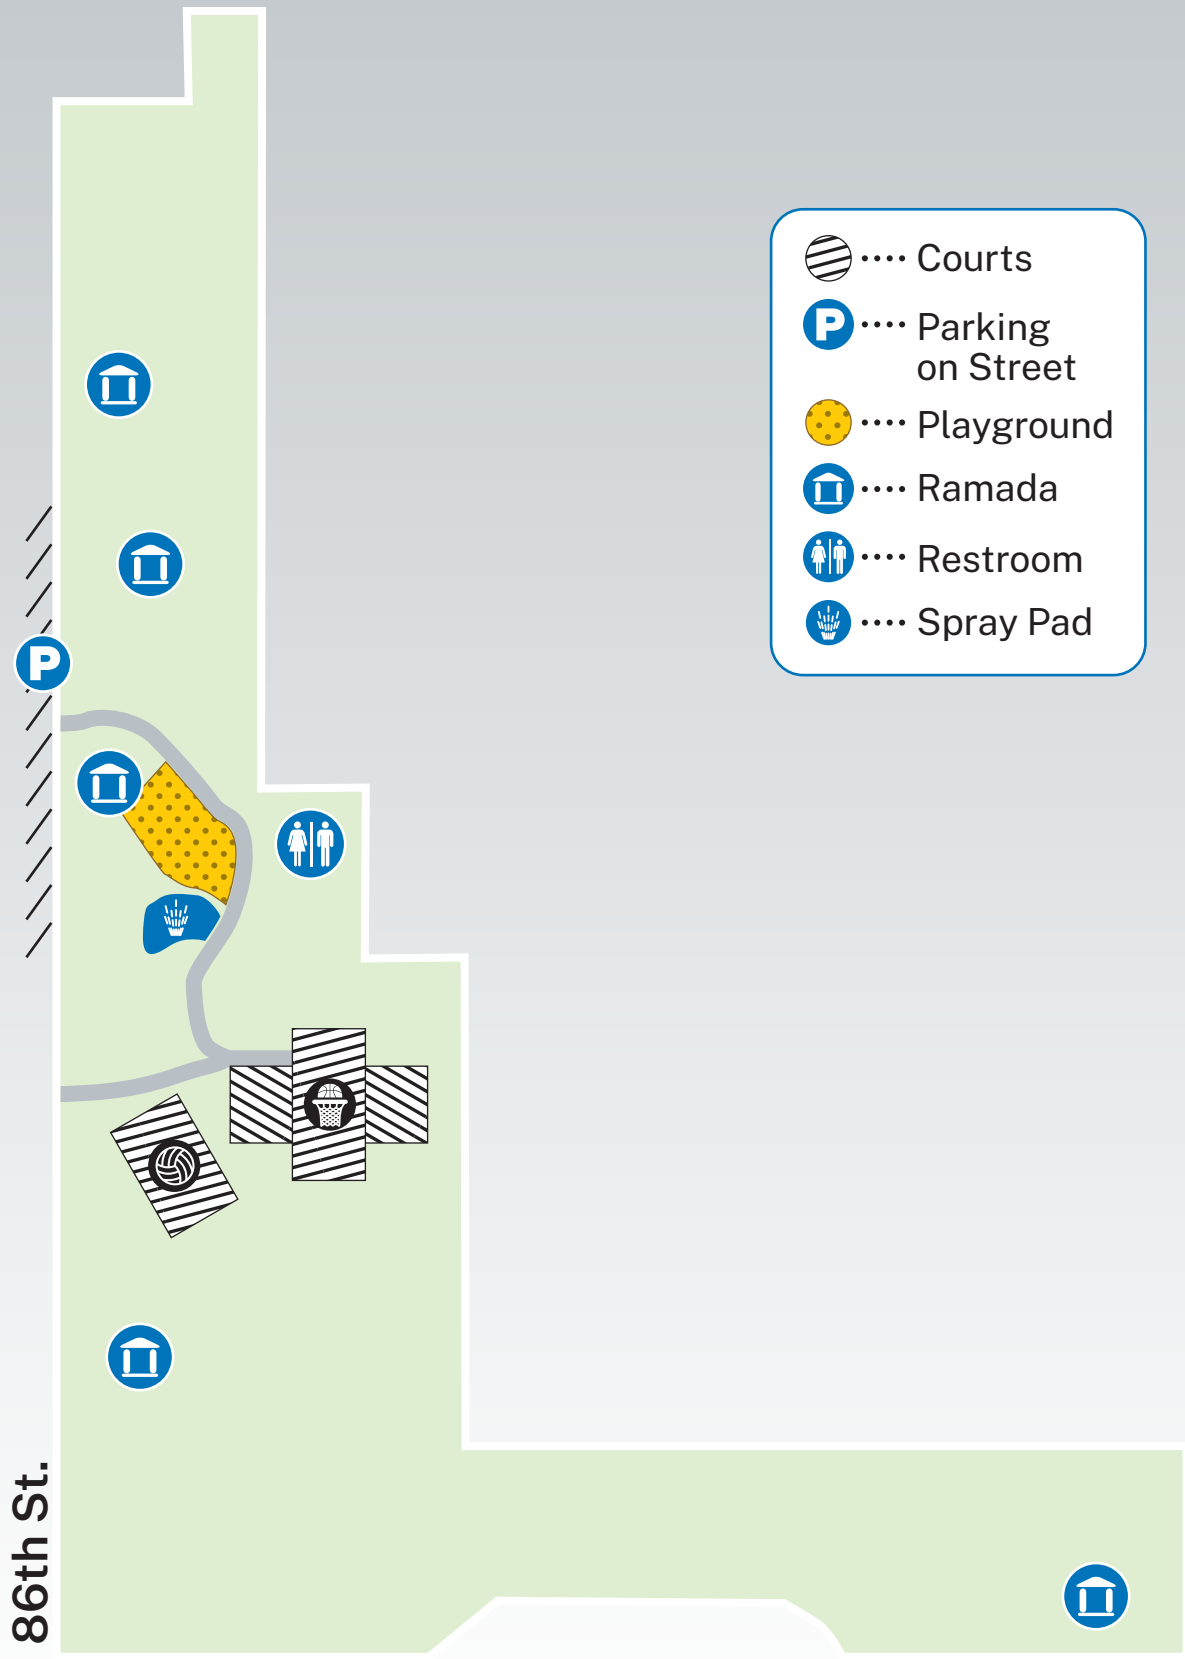 Courts
P
Parking
on Street
Playground
Ramada
Restroom
Spray Pad
P
86th St.